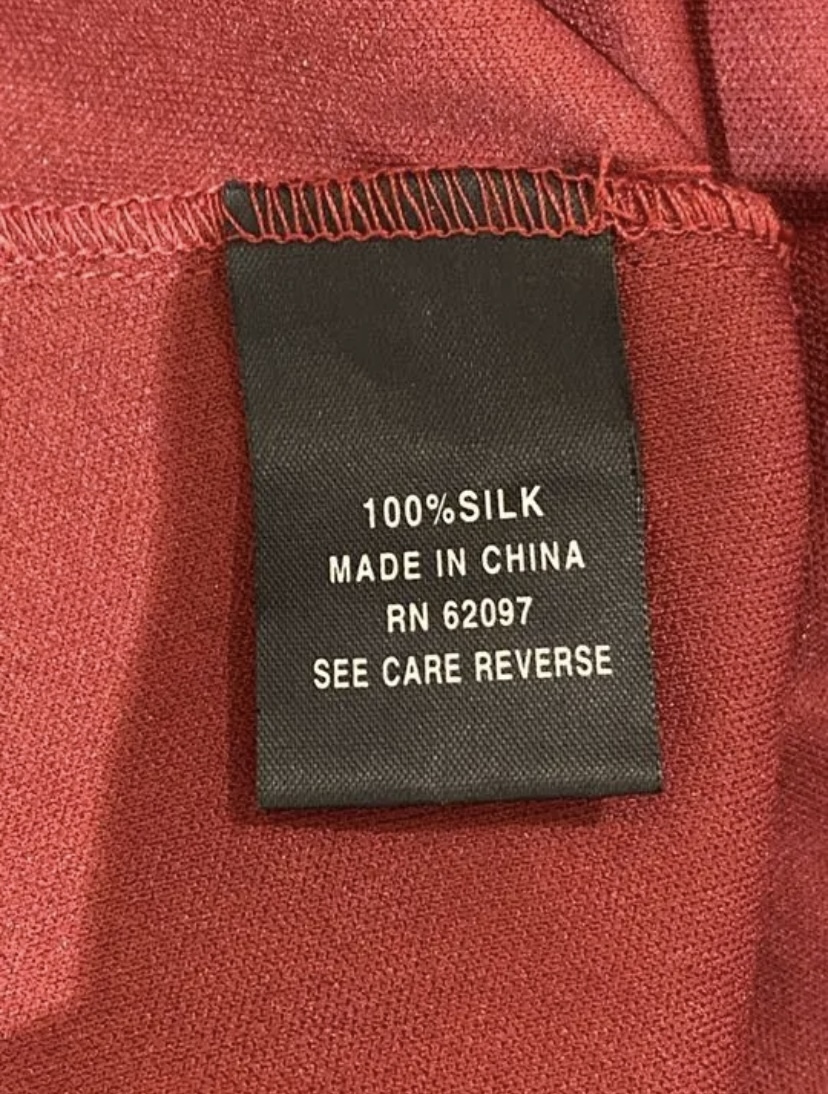 100%SILK
MADE IN CHINA
RN 62097
SEE CARE REVERSE